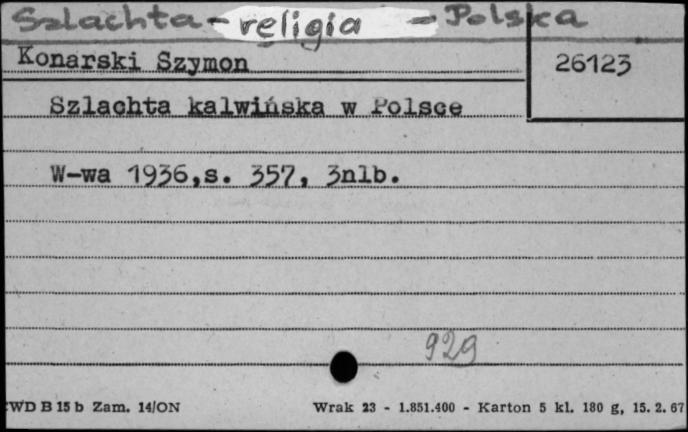 Szlachta - religia - Polska
Konarski Szymon
26123
Szlachta kalwińska w Polsce
W-wa 1936,s. 357, 3nlb.
929
WD B 15 b Zam. 14/ON
Wrak 23 - 1.851.400 - Karton 5 kl. 180 g, 15. 2. 67